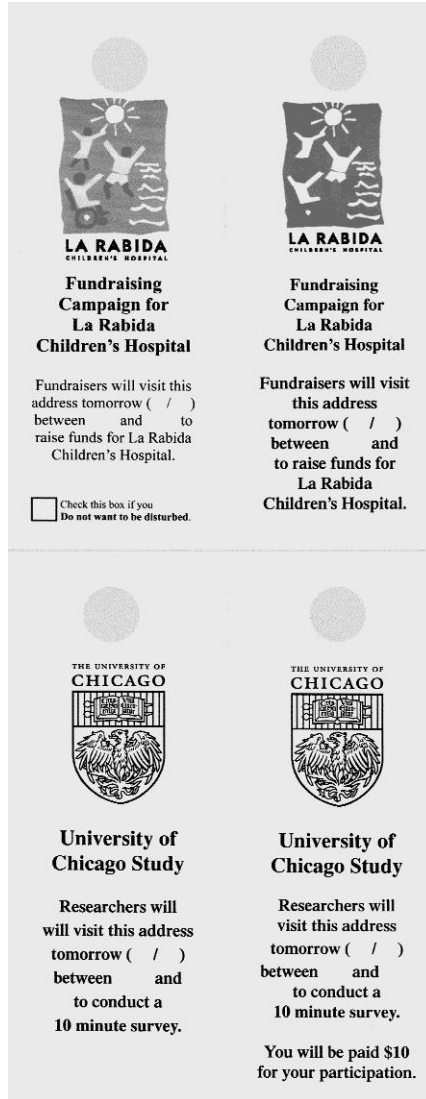 LA RABIDA
CHILDREN'S HOSPITAL
Fundraising
Campaign for
La Rabida
Children's Hospital
Fundraisers will visit this
address tomorrow ( / )
between and to
raise funds for La Rabida
Children's Hospital.
Check this box if you
Do not want to be disturbed.
LA RABIDA
CHILDREN'S HOSPITAL
Fundraising
Campaign for
La Rabida
Children's Hospital
Fundraisers will visit
this address
tomorrow ( / )
between and
to raise funds for
La Rabida
Children's Hospital.
THE UNIVERSITY OF
CHICAGO
University of
Chicago Study
Researchers will
will visit this address
tomorrow ( / )
between and
to conduct a
10 minute survey.
THE UNIVERSITY OF
CHICAGO
University of
Chicago Study
Researchers will
visit this address
tomorrow ( / )
between and
to conduct a
10 minute survey.
You will be paid $10
for your participation.